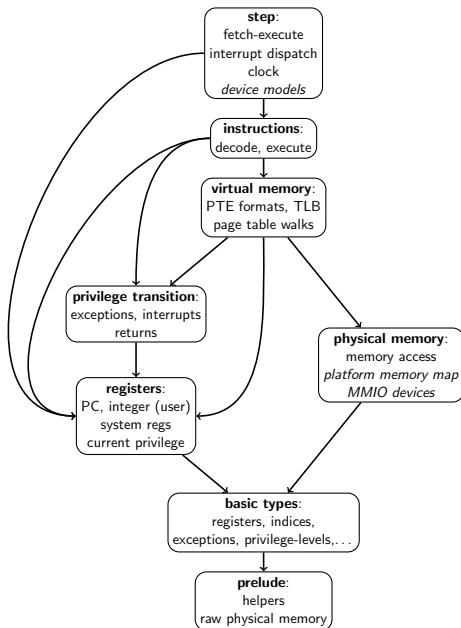 step:
fetch-execute
interrupt dispatch
clock
device models
instructions:
decode, execute
virtual memory:
PTE formats, TLB
page table walks
privilege transition:
exceptions, interrupts
returns
physical memory:
memory access
platform memory map
MMIO devices
registers:
PC, integer (user)
system regs
current privilege
basic types:
registers, indices,
exceptions, privilege-levels,...
prelude:
helpers
raw physical memory